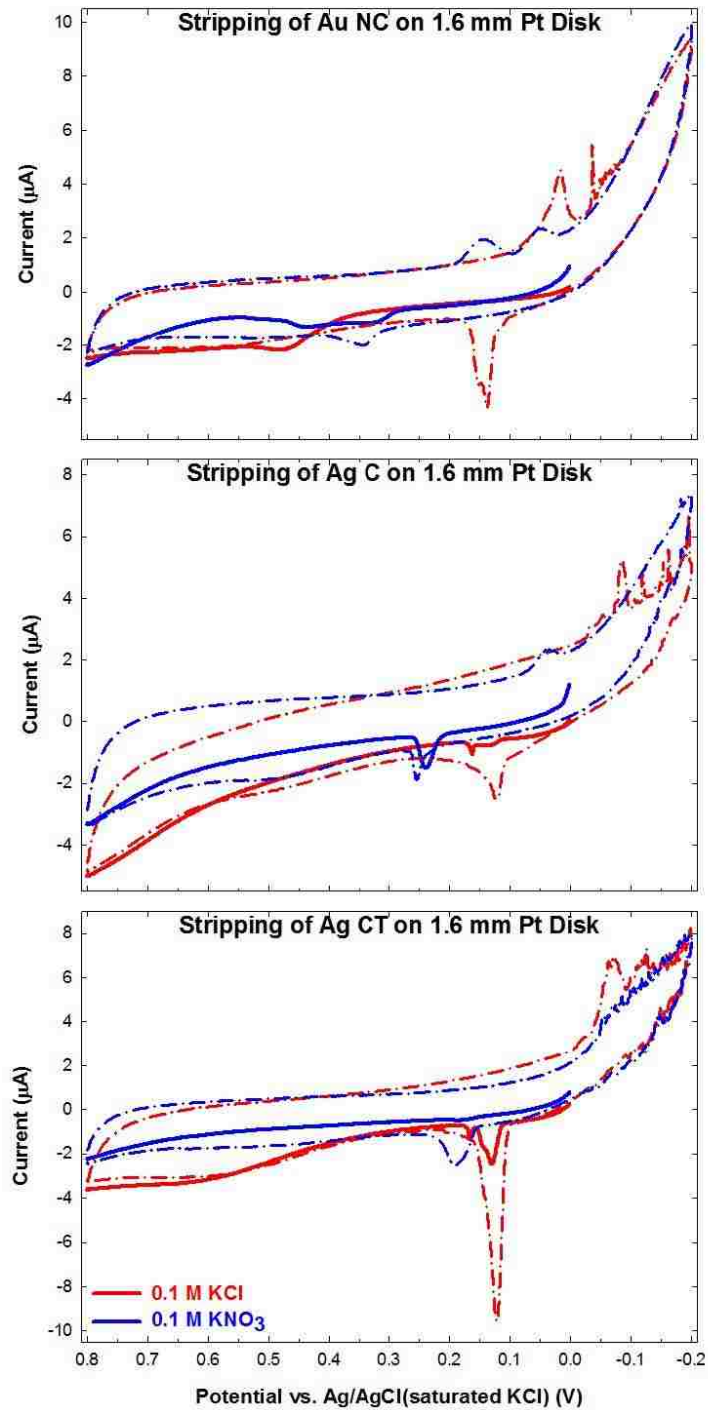 Stripping of Au NC on 1.6 mm Pt Disk
10
8
6
4
2
0
-2
-4
Current (µA)
Stripping of Ag C on 1.6 mm Pt Disk
8
6
4
2
0
-2
-4
Current (µA)
Stripping of Ag CT on 1.6 mm Pt Disk
8
6
4
2
0
-2
-4
-6
-8
-10
Current (µA)
0.1 M KCl
0.1 M KNO3
0.8 0.7 0.6 0.5 0.4 0.3 0.2 0.1 0.0 -0.1 -0.2
Potential vs. Ag/AgCl(saturated KCl) (V)